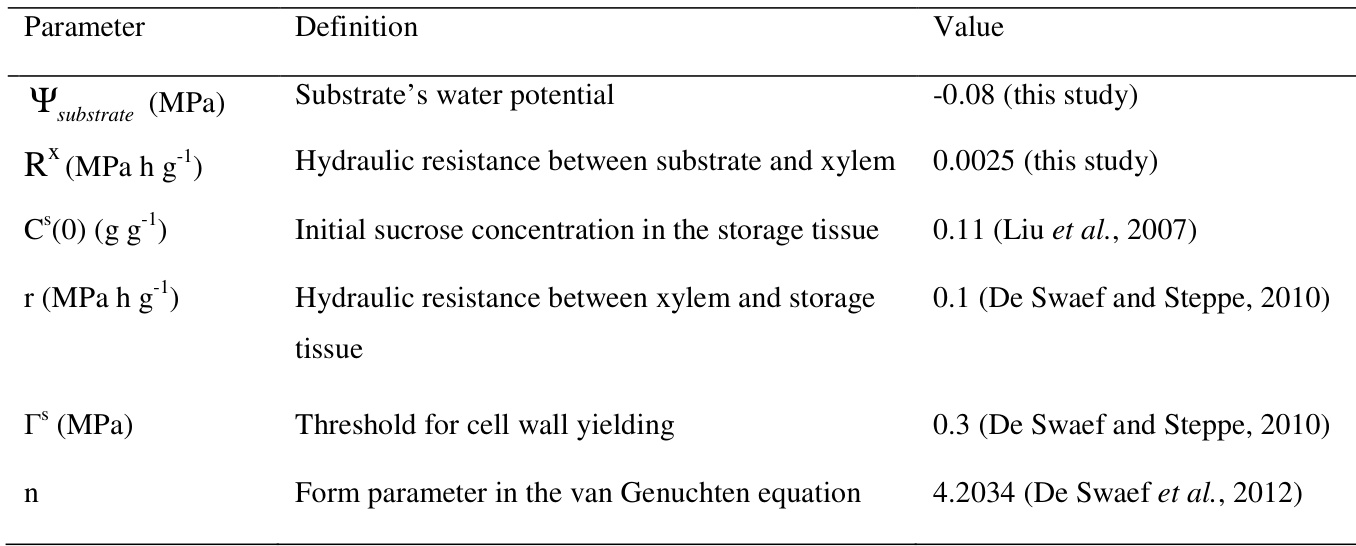 Parameter Definition Value
Ψsubstrate (MPa) Substrate's water potential -0.08 (this study)
Rx (MPa h g-1) Hydraulic resistance between substrate and xylem 0.0025 (this study)
Cs(0) (g g-1) Initial sucrose concentration in the storage tissue 0.11 (Liu et al., 2007)
r (MPa h g-1) Hydraulic resistance between xylem and storage 0.1 (De Swaef and Steppe, 2010)
tissue
Γs (MPa) Threshold for cell wall yielding 0.3 (De Swaef and Steppe, 2010)
n Form parameter in the van Genuchten equation 4.2034 (De Swaef et al., 2012)